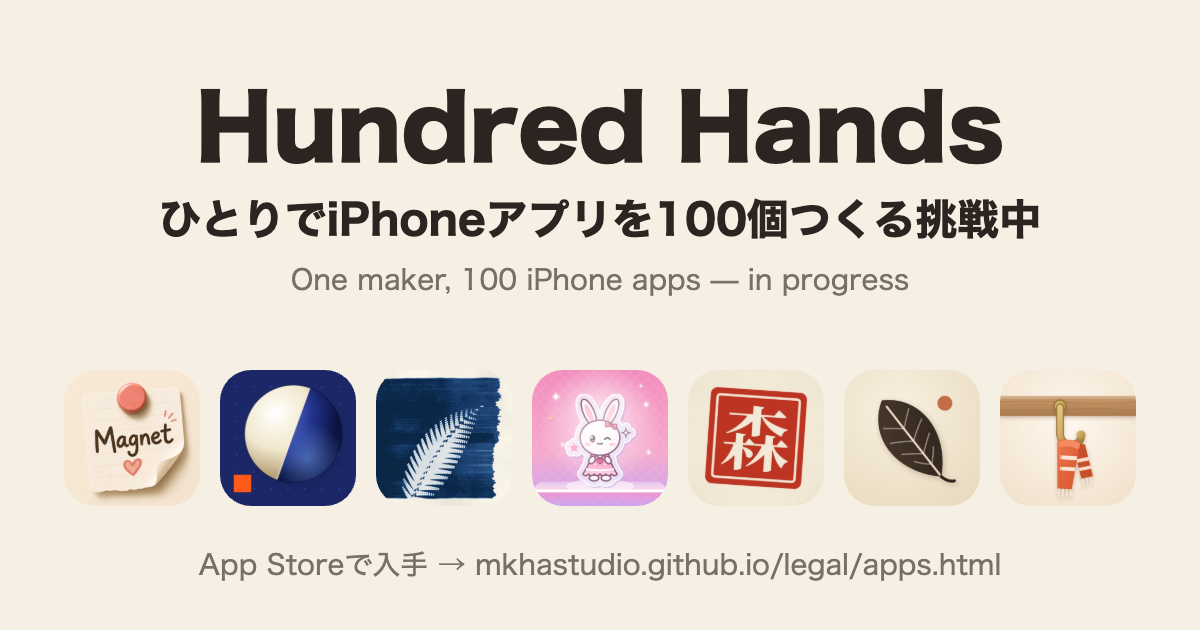 Hundred Hands
ひとりでiPhoneアプリを100個つくる挑戦中
One maker, 100 iPhone apps — in progress
Magnet
森
App Storeで入手 → mkhastudio.github.io/legal/apps.html